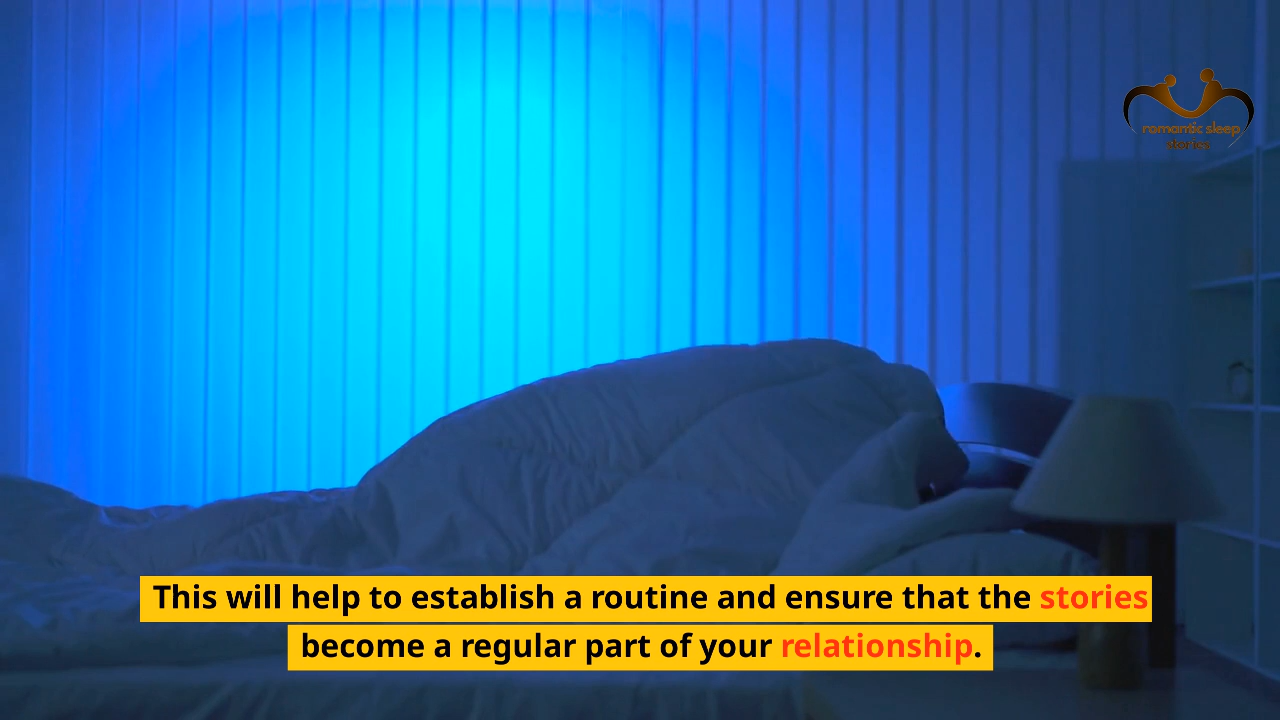 romantic sleep
stories
This will help to establish a routine and ensure that the stories
become a regular part of your relationship.